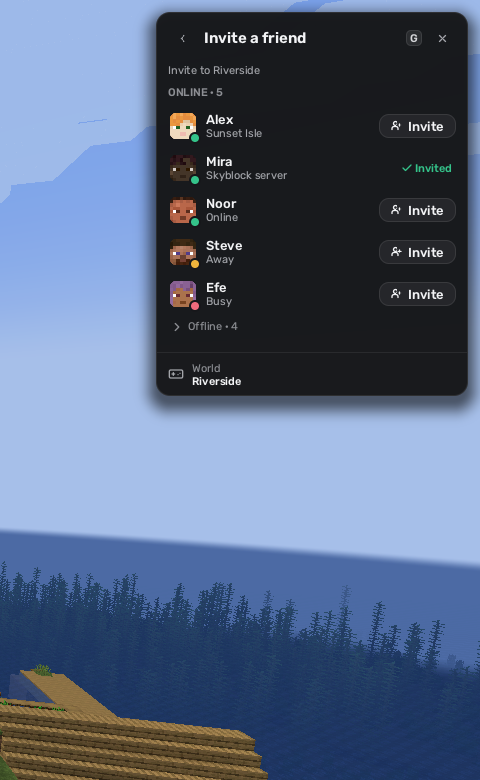 Invite a friend
G
Invite to Riverside
ONLINE • 5
Alex
Sunset Isle
Invite
Mira
Skyblock server
Invited
Noor
Online
Invite
Steve
Away
Invite
Efe
Busy
Invite
Offline • 4
World
Riverside